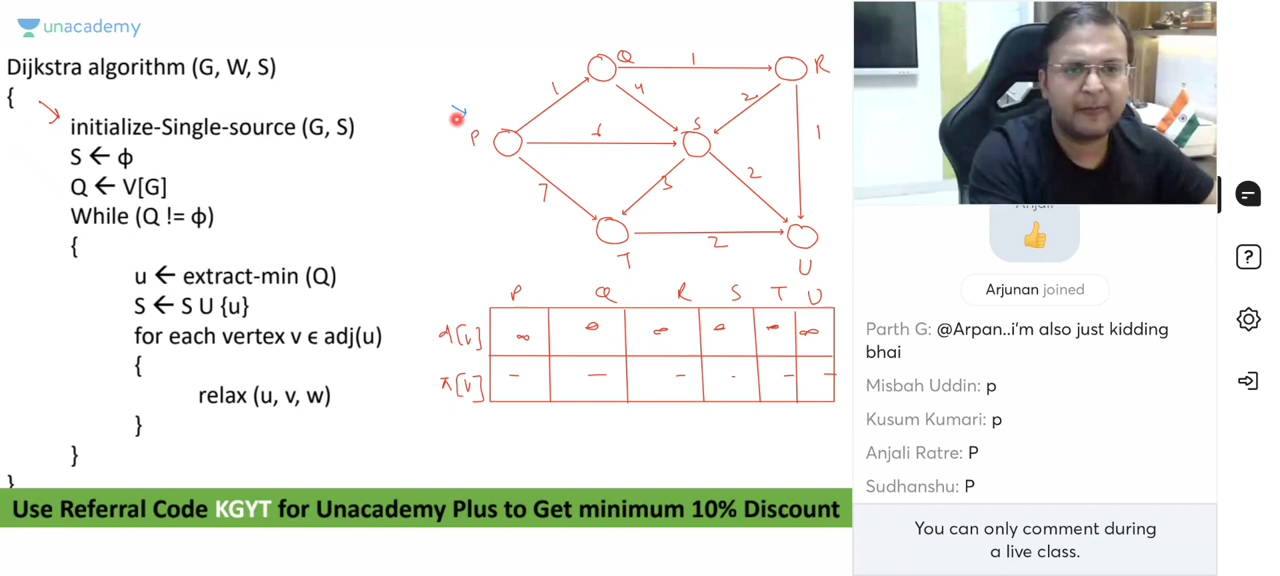 unacademy
Dijkstra algorithm (G, W, S)
{
initialize-Single-source (G, S)
S ← ϕ
Q ← V[G]
While (Q != ϕ)
{
u ← extract-min (Q)
S ← S U {u}
for each vertex v ϵ adj(u)
{
relax (u, v, w)
}
}
}
Q
1
R
1
4
2
P
6
S
1
7
3
2
2
T
U
P Q R S T U
d[v] ∞ ∞ ∞ ∞ ∞ ∞
π[v] - - - - - -
Use Referral Code KGYT for Unacademy Plus to Get minimum 10% Discount
Anjali
👍
Arjunan joined
Parth G: @Arpan..i'm also just kidding
bhai
Misbah Uddin: p
Kusum Kumari: p
Anjali Ratre: P
Sudhanshu: P
You can only comment during
a live class.
?